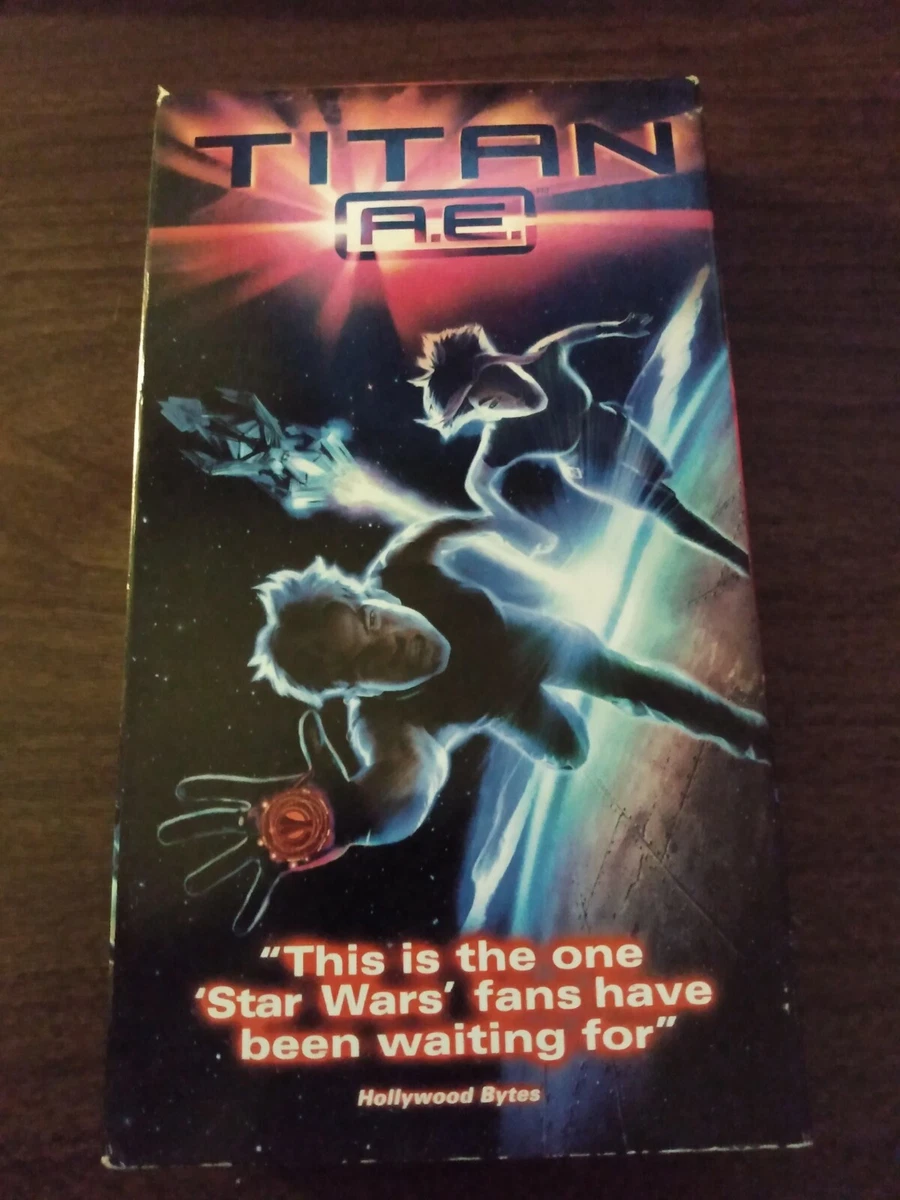 TITAN
A.E.
“This is the one
‘Star Wars’ fans have
been waiting for”
Hollywood Bytes